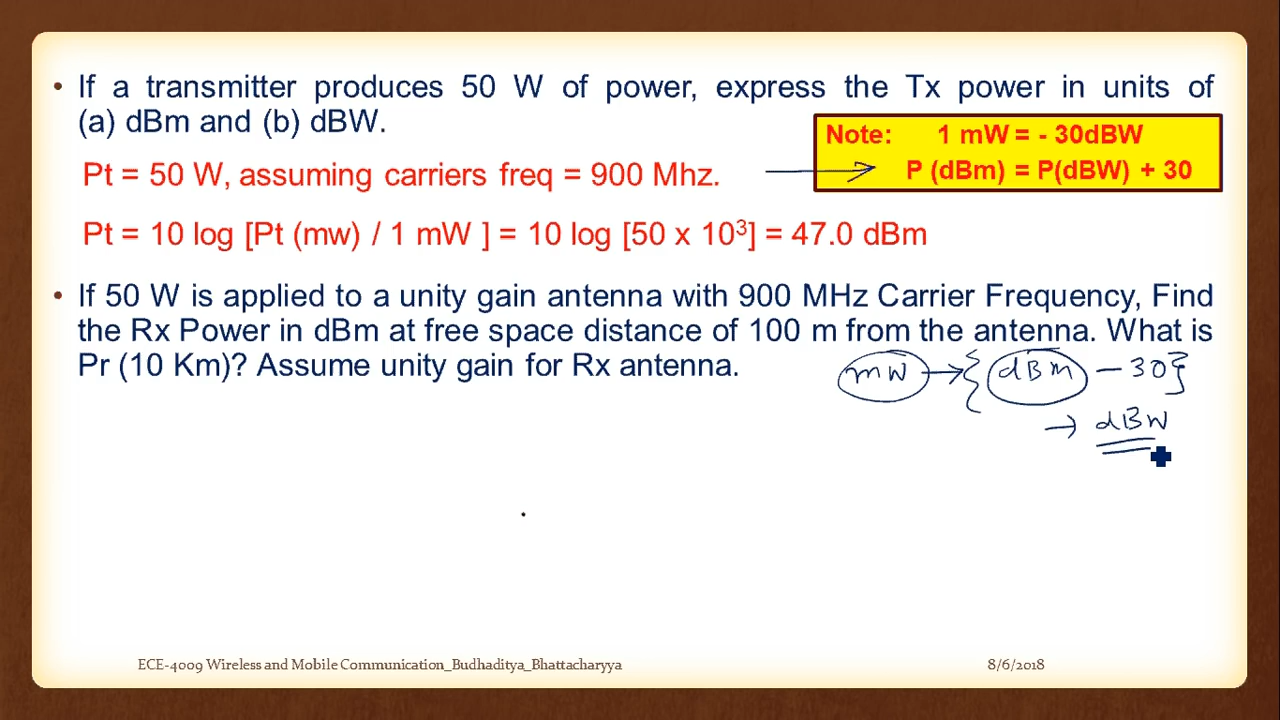 • If a transmitter produces 50 W of power, express the Tx power in units of
(a) dBm and (b) dBW.
Note: 1 mW = - 30dBW
P (dBm) = P(dBW) + 30
Pt = 50 W, assuming carriers freq = 900 Mhz.
Pt = 10 log [Pt (mw) / 1 mW ] = 10 log [50 x 10³] = 47.0 dBm
• If 50 W is applied to a unity gain antenna with 900 MHz Carrier Frequency, Find
the Rx Power in dBm at free space distance of 100 m from the antenna. What is
Pr (10 Km)? Assume unity gain for Rx antenna.
mW → { dBm - 30 }
→ dBW
ECE-4009 Wireless and Mobile Communication_Budhaditya_Bhattacharyya
8/6/2018